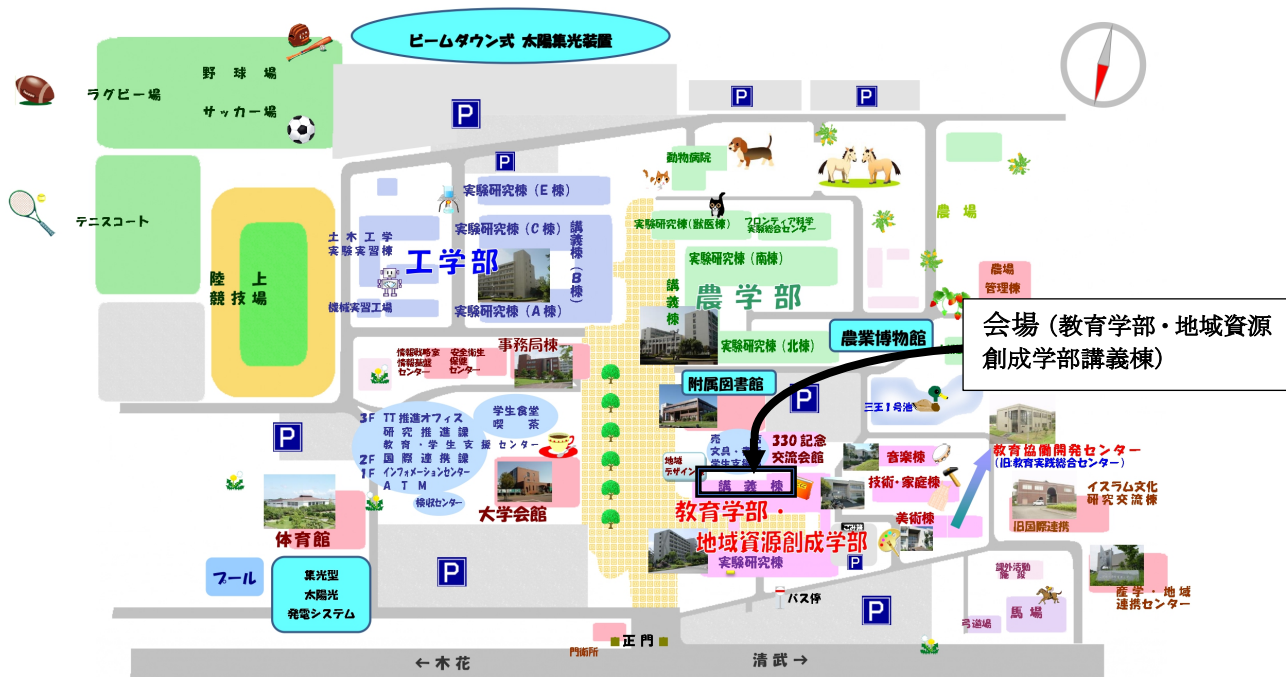 ビームダウン式 太陽集光装置
野球場
ラグビー場
サッカー場
P
P
P
P
動物病院
実験研究棟(E棟)
テニスコート
農場
土木工学
実験実習棟
実験研究棟(C棟)
講義棟(B棟)
実験研究棟(獣医棟)
フロンティア科学
実験総合センター
工学部
実験研究棟(南棟)
陸上
競技場
農場
管理棟
農学部
講義棟
機械実習工場
実験研究棟(A棟)
会場(教育学部・地域資源
創成学部講義棟)
農業博物館
実験研究棟(北棟)
事務局棟
情報戦略室
情報基盤
センター
安全衛生
保健
センター
附属図書館
P
三王1号池
3F TT推進オフィス
研究推進課
教育・学生支援センター
2F 国際連携課
1F インフォメーションセンター
ATM
学生食堂
喫茶
P
売
店
文具・
学生支援
330記念
交流会館
音楽棟
教育協働開発センター
(旧:教育実践総合センター)
地域
デザイン
講義棟
技術・家庭棟
イスラム文化
研究交流棟
検収センター
大学会館
教育学部・
地域資源創成学部
美術棟
旧国際連携
ごみ
体育館
実験研究棟
P
P
プール
集光型
太陽光
発電システム
課外活動
施設
産学・地域
連携センター
バス停
P
馬場
弓道場
正門
門衛所
←木花
清武→